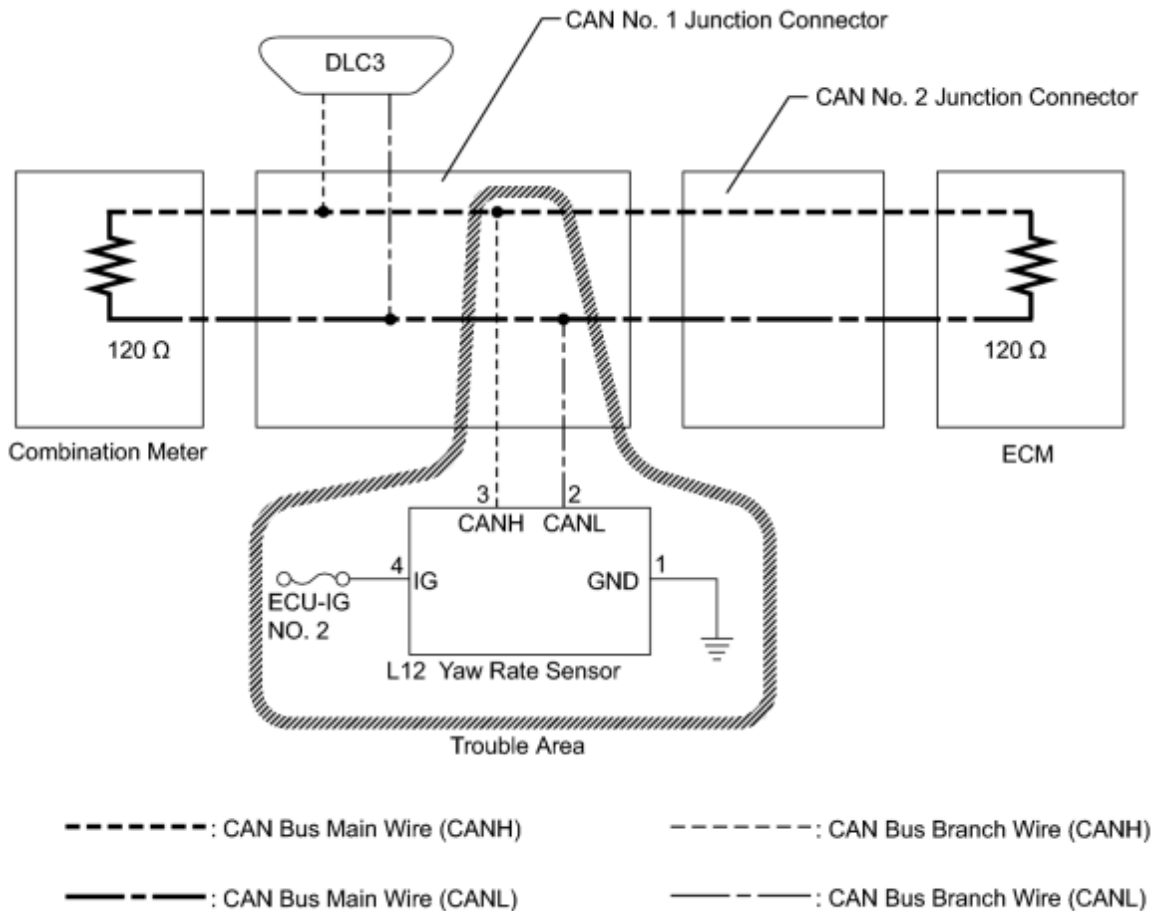 CAN No. 1 Junction Connector
DLC3
CAN No. 2 Junction Connector
120 Ω
120 Ω
Combination Meter
ECM
3
2
CANH
CANL
4
IG
GND
1
ECU-IG
NO. 2
L12 Yaw Rate Sensor
Trouble Area
: CAN Bus Main Wire (CANH)
: CAN Bus Branch Wire (CANH)
: CAN Bus Main Wire (CANL)
: CAN Bus Branch Wire (CANL)